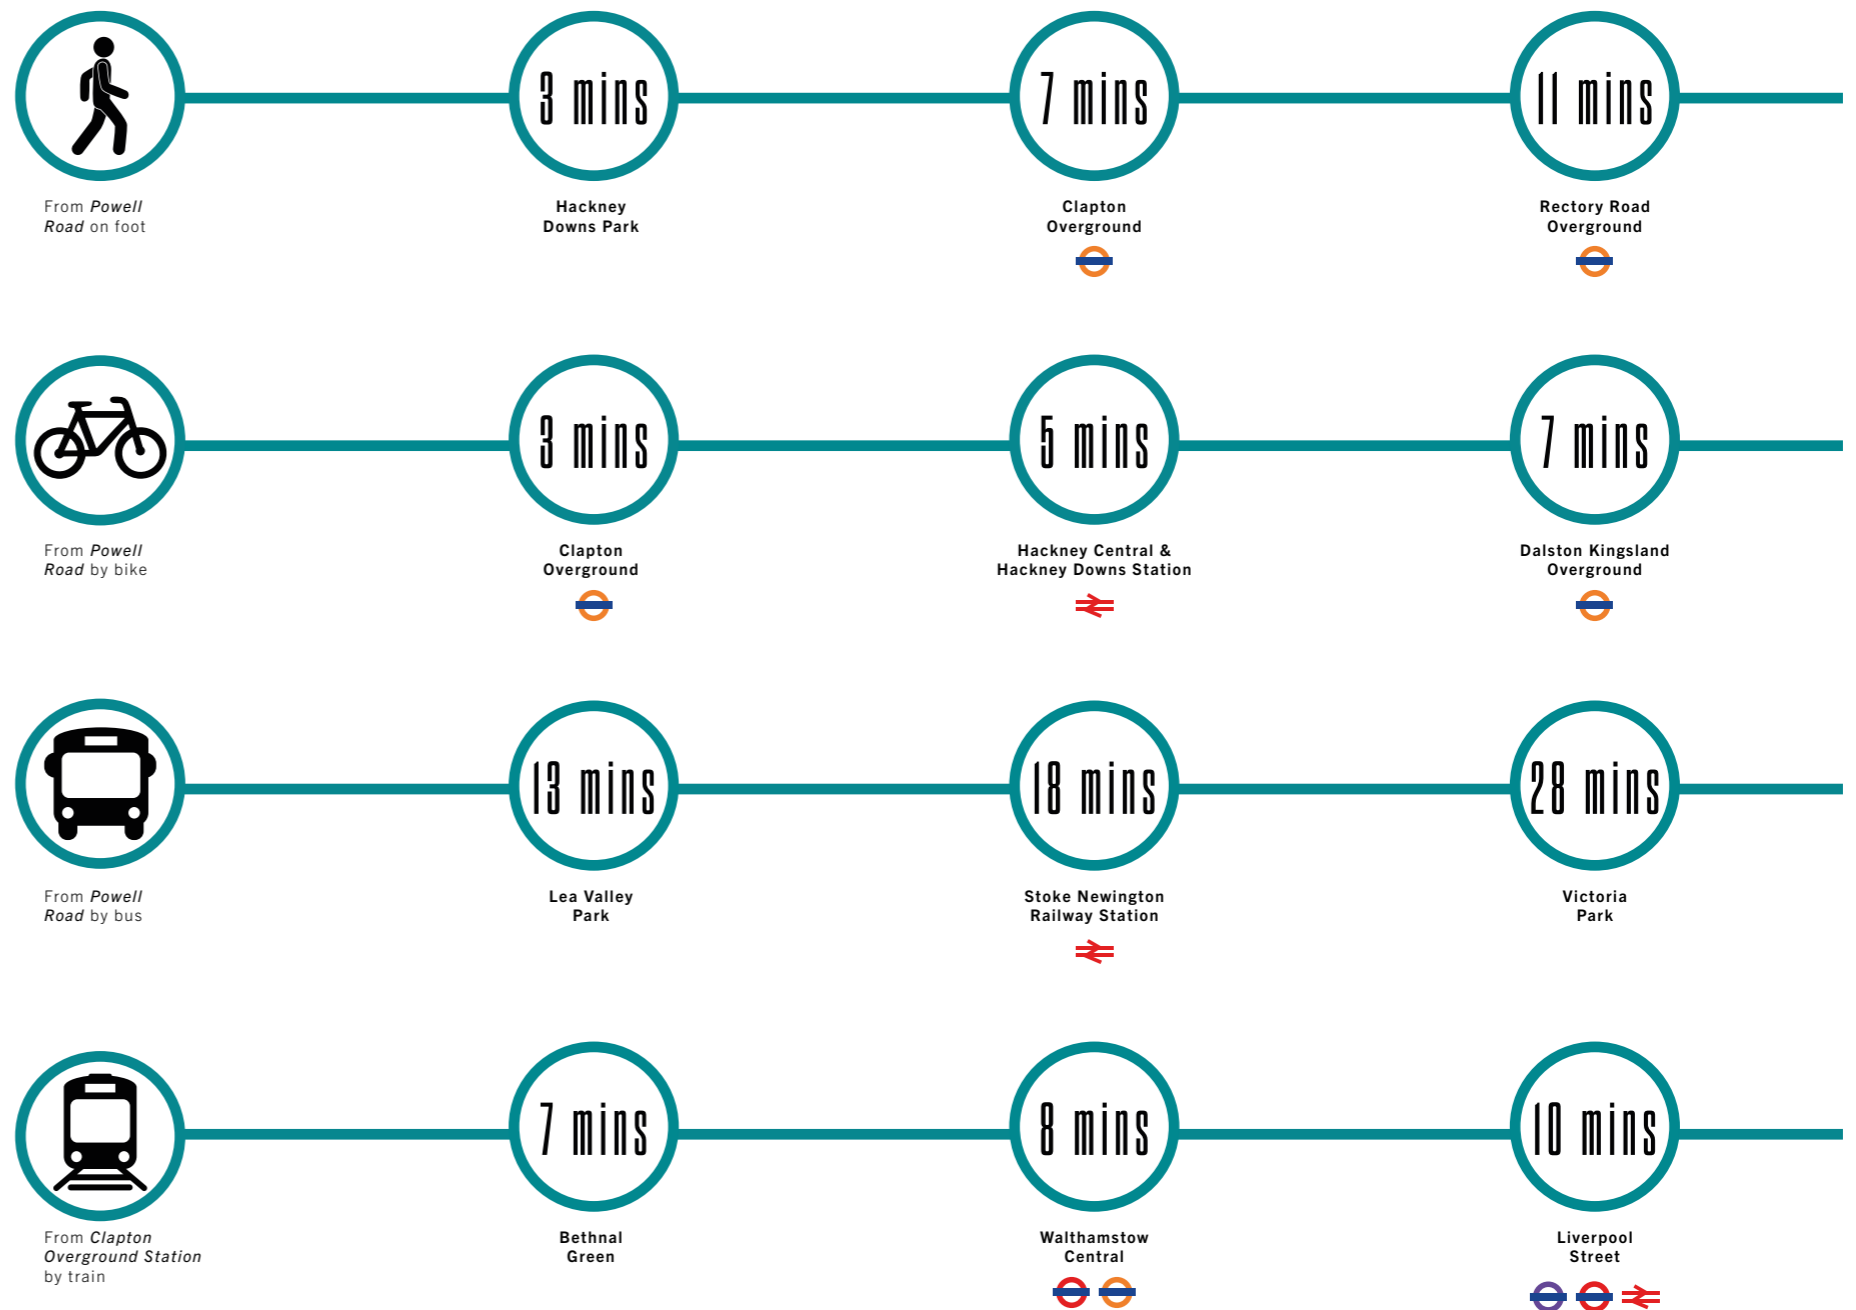 3 mins
7 mins
11 mins
From Powell
Road on foot
Hackney
Downs Park
Clapton
Overground
Rectory Road
Overground
3 mins
5 mins
7 mins
From Powell
Road by bike
Clapton
Overground
Hackney Central &
Hackney Downs Station
Dalston Kingsland
Overground
13 mins
18 mins
28 mins
From Powell
Road by bus
Lea Valley
Park
Stoke Newington
Railway Station
Victoria
Park
7 mins
8 mins
10 mins
From Clapton
Overground Station
by train
Bethnal
Green
Walthamstow
Central
Liverpool
Street